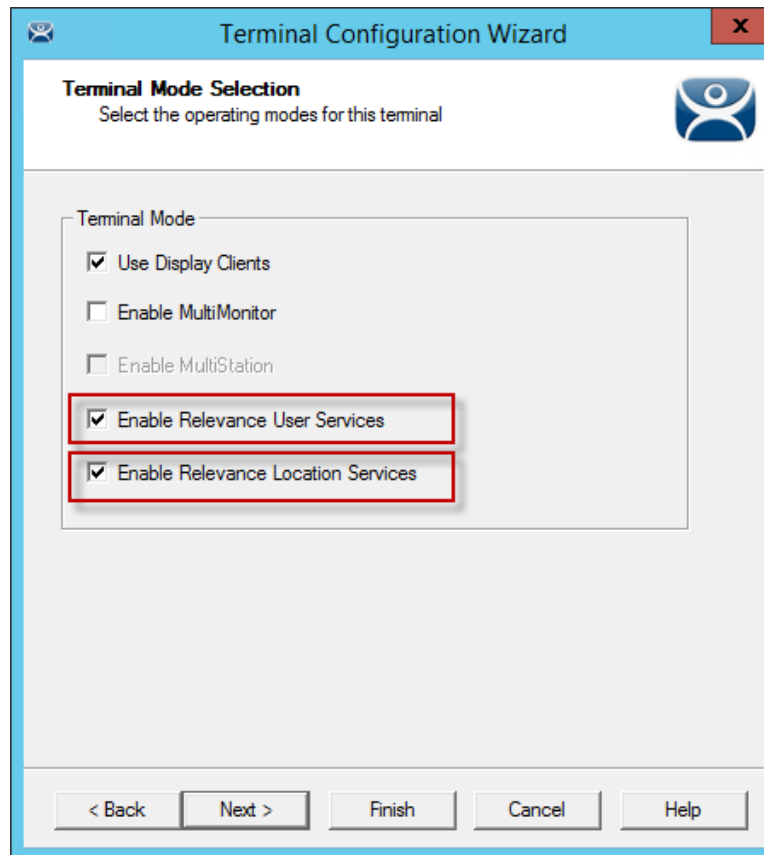 Terminal Configuration Wizard
x
Terminal Mode Selection
Select the operating modes for this terminal
Terminal Mode
Use Display Clients
Enable MultiMonitor
Enable MultiStation
Enable Relevance User Services
Enable Relevance Location Services
< Back Next > Finish Cancel Help